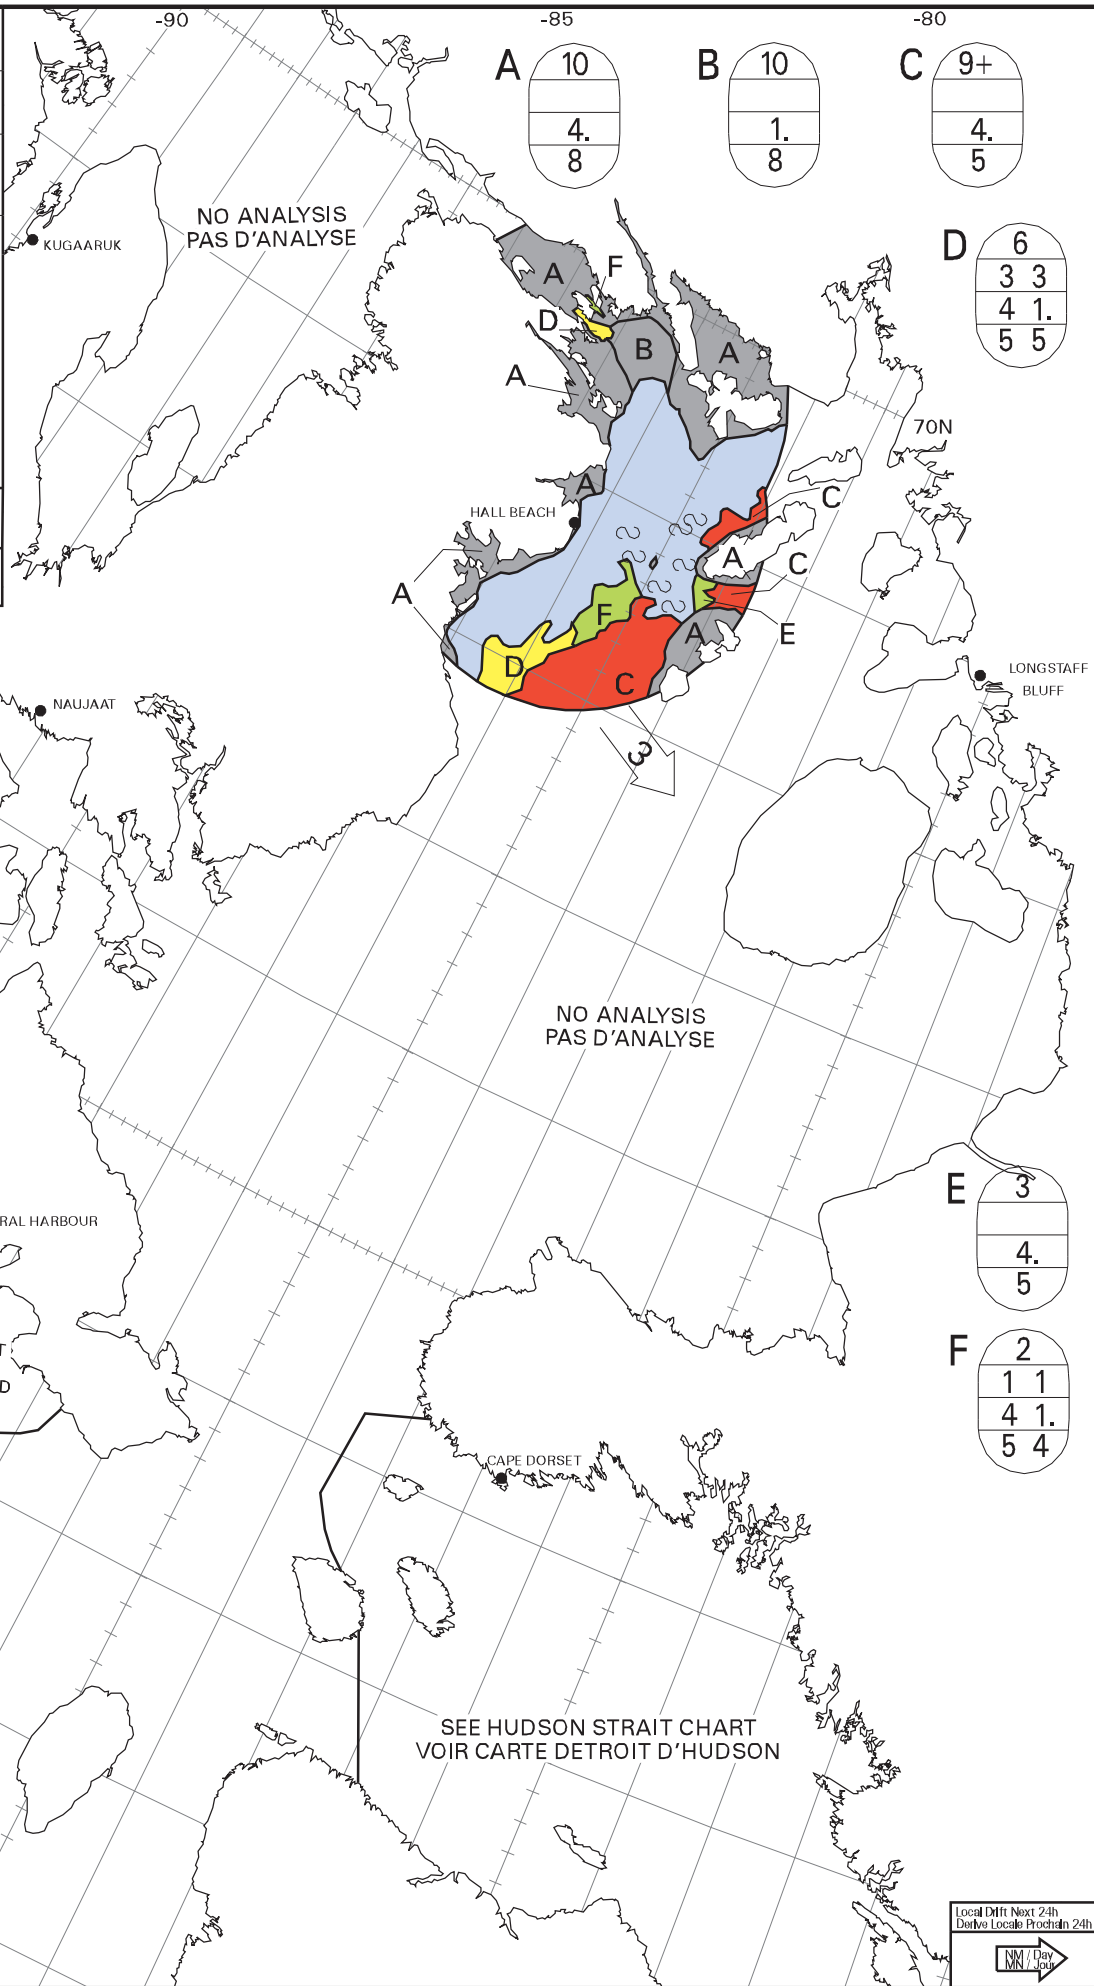 -90
-85
-80
A
10
4.
8
B
10
1.
8
C
9+
4.
5
NO ANALYSIS
PAS D'ANALYSE
KUGAARUK
D
6
3 3
4 1.
5 5
A
F
D
B
A
A
70N
A
C
HALL BEACH
A
C
A
F
E
A
D
C
LONGSTAFF
BLUFF
NAUJAAT
3
NO ANALYSIS
PAS D'ANALYSE
E
3
4.
5
RAL HARBOUR
F
2
1 1
4 1.
5 4
T
D
CAPE DORSET
SEE HUDSON STRAIT CHART
VOIR CARTE DETROIT D'HUDSON
Local Drift Next 24h
Derive Locale Prochain 24h
NM / Day
MN / Jour